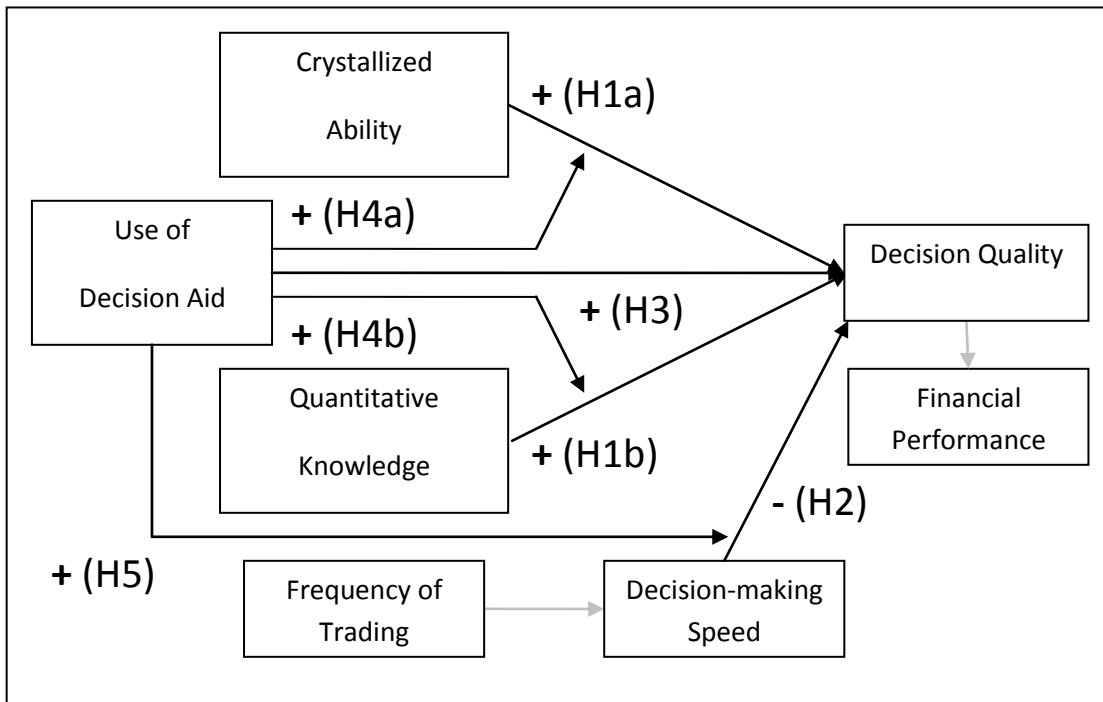 Crystallized
Ability
+ (H1a)
Use of
Decision Aid
+ (H4a)
+ (H4b)
+ (H3)
Decision Quality
Quantitative
Knowledge
+ (H1b)
Financial
Performance
- (H2)
+ (H5)
Frequency of
Trading
Decision-making
Speed